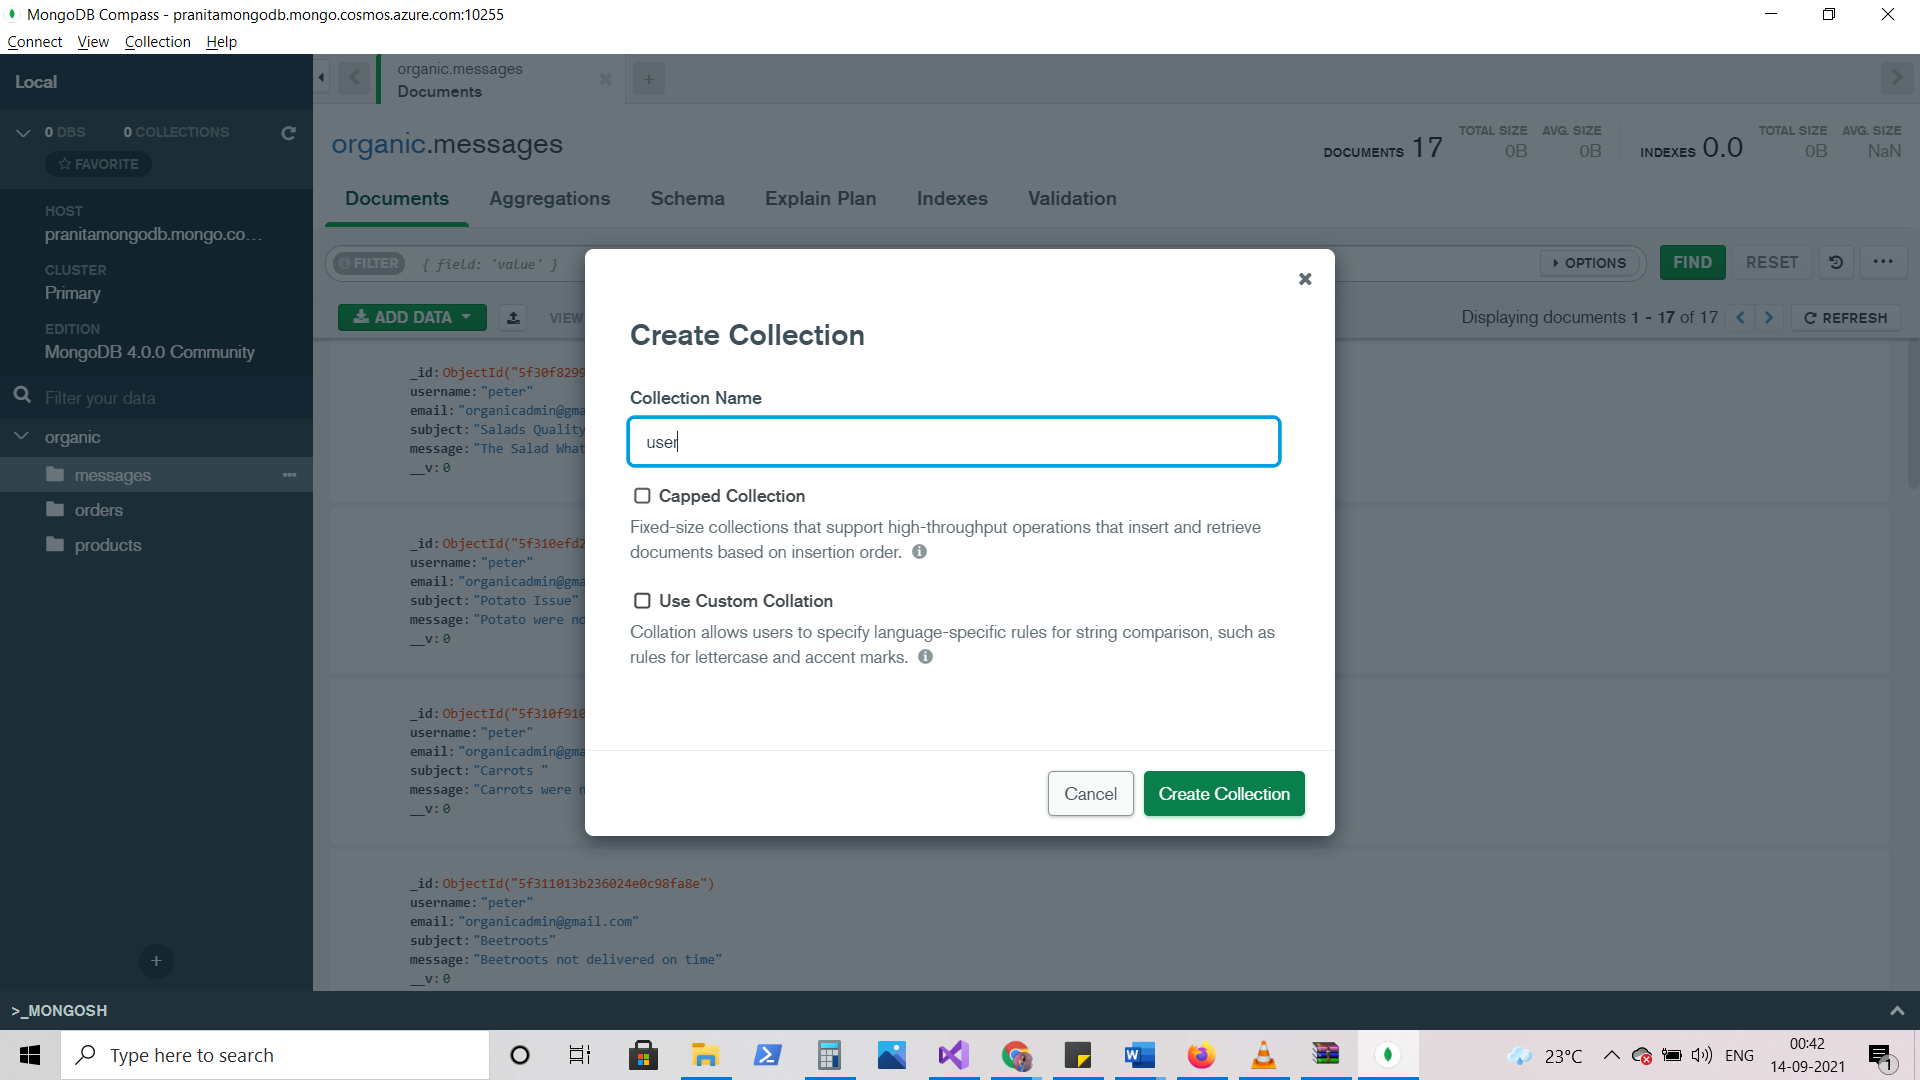 MongoDB Compass - pranitamongodb.mongo.cosmos.azure.com:10255
Connect View Collection Help
Local
0 DBS 0 COLLECTIONS
FAVORITE
HOST
pranitamongodb.mongo.co...
CLUSTER
Primary
EDITION
MongoDB 4.0.0 Community
Filter your data
organic
messages
orders
products
organic.messages
Documents
organic.messages
DOCUMENTS 17
TOTAL SIZE
0B
AVG. SIZE
0B
INDEXES 0.0
TOTAL SIZE
0B
AVG. SIZE
NaN
Documents Aggregations Schema Explain Plan Indexes Validation
FILTER { field: 'value' }
OPTIONS
FIND
RESET
ADD DATA
VIEW
Displaying documents 1 - 17 of 17
REFRESH
_id: ObjectId("5f30f8299
username: "peter"
email: "organicadmin@gma
subject: "Salads Quality
message: "The Salad What
__v: 0
_id: ObjectId("5f310efd2
username: "peter"
email: "organicadmin@gma
subject: "Potato Issue"
message: "Potato were no
__v: 0
_id: ObjectId("5f310f910
username: "peter"
email: "organicadmin@gma
subject: "Carrots "
message: "Carrots were n
__v: 0
_id: ObjectId("5f311013b236024e0c98fa8e")
username: "peter"
email: "organicadmin@gmail.com"
subject: "Beetroots"
message: "Beetroots not delivered on time"
__v: 0
Create Collection
Collection Name
user
Capped Collection
Fixed-size collections that support high-throughput operations that insert and retrieve
documents based on insertion order.
Use Custom Collation
Collation allows users to specify language-specific rules for string comparison, such as
rules for lettercase and accent marks.
Cancel
Create Collection
>_MONGOSH
Type here to search
23°C
ENG
00:42
14-09-2021
1